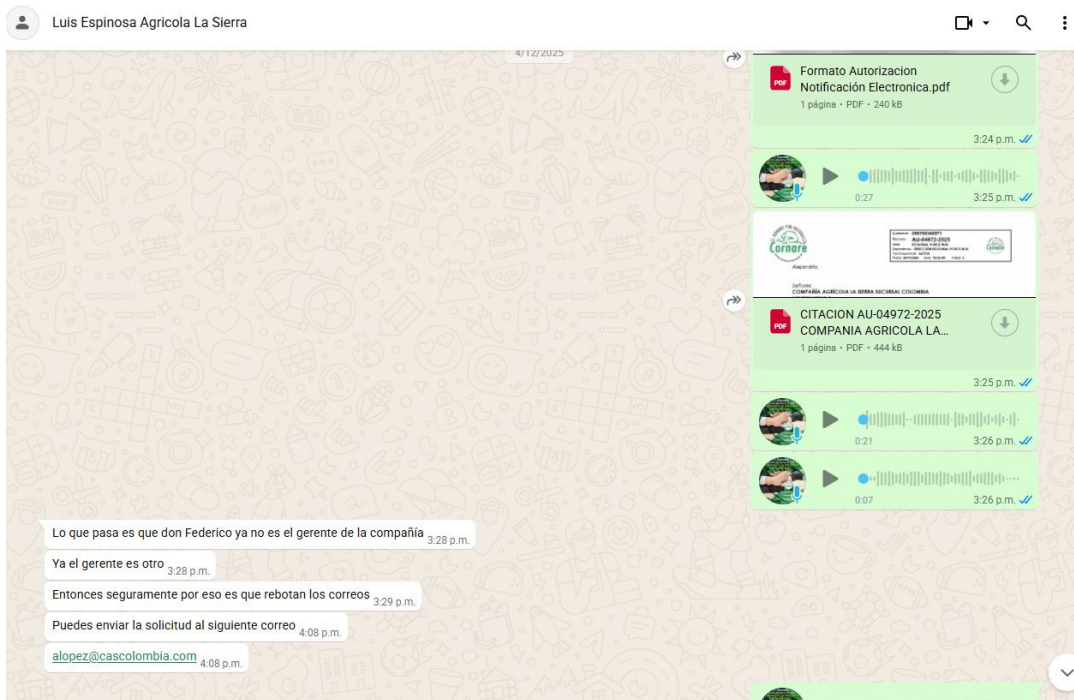 Luis Espinosa Agricola La Sierra
4/12/2025
PDF
Formato Autorizacion
Notificación Electronica.pdf
1 página • PDF • 240 kB
3:24 p.m.
0:27
3:25 p.m.
Cornare
AU-04972-2025
Señores
COMPAÑÍA AGRÍCOLA LA SIERRA SUCURSAL COLOMBIA
PDF
CITACION AU-04972-2025
COMPANIA AGRICOLA LA...
1 página • PDF • 444 kB
3:25 p.m.
0:21
3:26 p.m.
0:07
3:26 p.m.
Lo que pasa es que don Federico ya no es el gerente de la compañía 3:28 p.m.
Ya el gerente es otro 3:28 p.m.
Entonces seguramente por eso es que rebotan los correos 3:29 p.m.
Puedes enviar la solicitud al siguiente correo 4:08 p.m.
alopez@cascolombia.com 4:08 p.m.